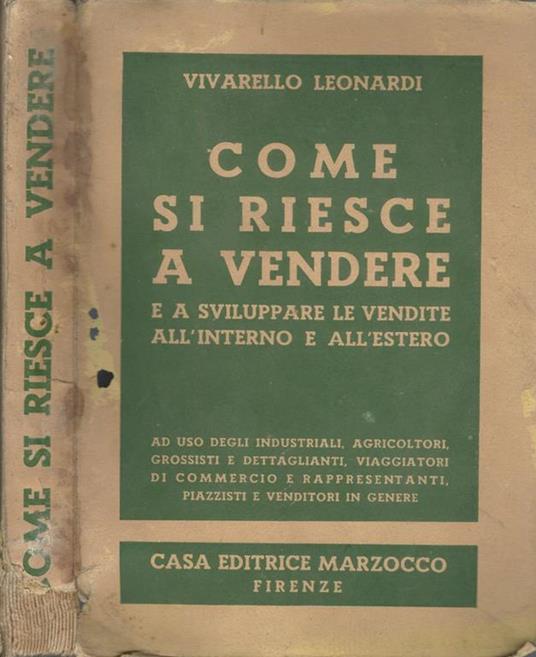 COME SI RIESCE A VENDERE
VIVARELLO LEONARDI
COME
SI RIESCE
A VENDERE
E A SVILUPPARE LE VENDITE
ALL'INTERNO E ALL'ESTERO
AD USO DEGLI INDUSTRIALI, AGRICOLTORI,
GROSSISTI E DETTAGLIANTI, VIAGGIATORI
DI COMMERCIO E RAPPRESENTANTI,
PIAZZISTI E VENDITORI IN GENERE
CASA EDITRICE MARZOCCO
FIRENZE